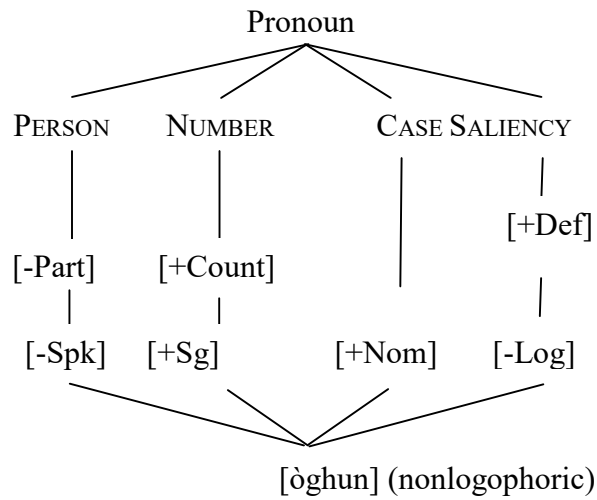 Pronoun
PERSON NUMBER CASE SALIENCY
[+Def]
[-Part] [+Count]
[-Spk] [+Sg] [+Nom] [-Log]
[òghun] (nonlogophoric)